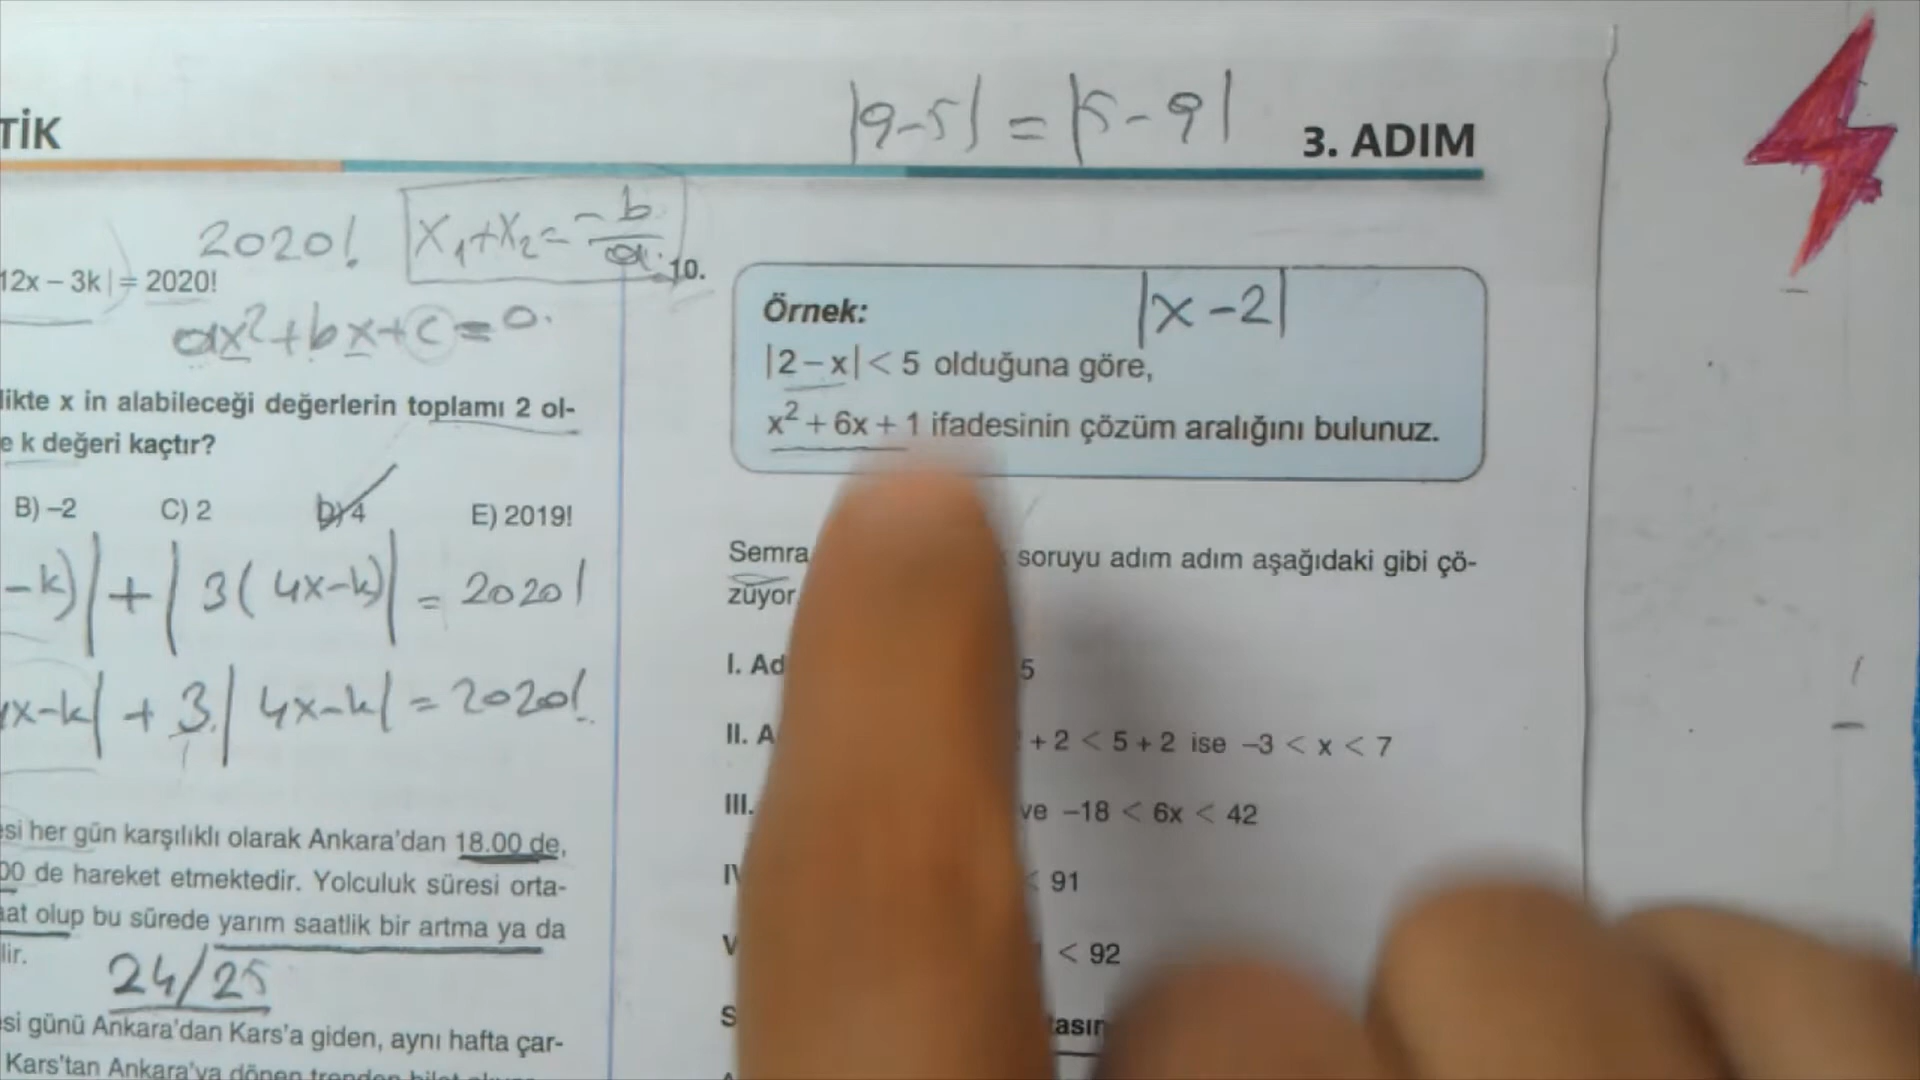 TİK
|9-5| = |5-9|
3. ADIM
2020!
x₁+x₂=-b/a
12x – 3k| = 2020!
ax²+bx+c=0
likte x in alabileceği değerlerin toplamı 2 ol-
e k değeri kaçtır?
B) –2 C) 2 D) 4 E) 2019!
-k)| + | 3(4x-k)| = 2020!
x-k| + 3.| 4x-k| = 2020!
esi her gün karşılıklı olarak Ankara'dan 18.00 de,
00 de hareket etmektedir. Yolculuk süresi orta-
aat olup bu sürede yarım saatlik bir artma ya da
lir.
24/25
si günü Ankara'dan Kars'a giden, aynı hafta çar-
Kars'tan Ankara'ya dönen trenden
10.
Örnek:
|x-2|
|2 – x| < 5 olduğuna göre,
x² + 6x + 1 ifadesinin çözüm aralığını bulunuz.
Semra soruyu adım adım aşağıdaki gibi çö-
züyor
I. Ad 5
II. A + 2 < 5 + 2 ise –3 < x < 7
III. ve –18 < 6x < 42
IV < 91
V < 92